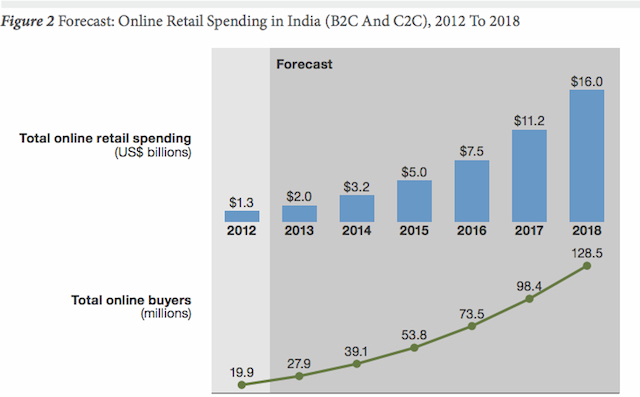 Figure 2 Forecast: Online Retail Spending in India (B2C And C2C), 2012 To 2018
Forecast
Total online retail spending
(US$ billions)
$1.3
$2.0
$3.2
$5.0
$7.5
$11.2
$16.0
2012 2013 2014 2015 2016 2017 2018
Total online buyers
(millions)
19.9
27.9
39.1
53.8
73.5
98.4
128.5